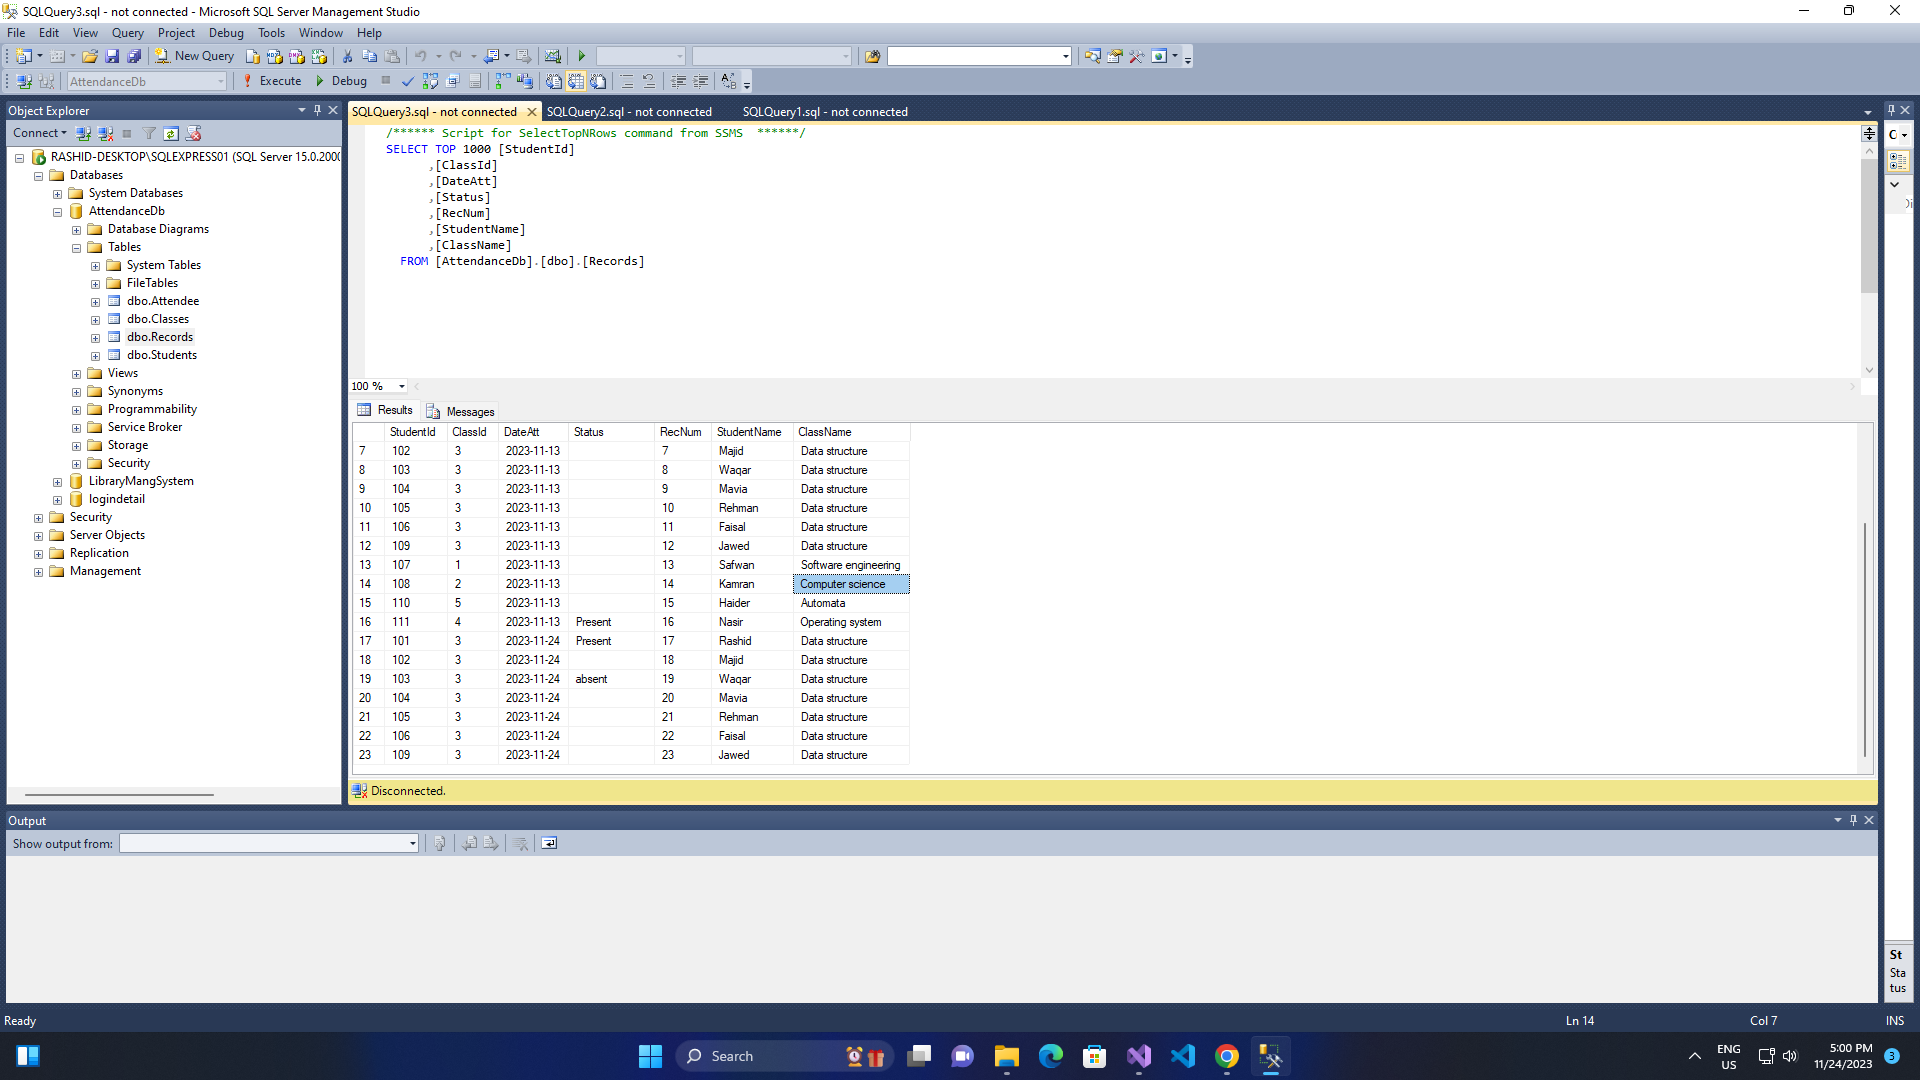 SQLQuery3.sql - not connected - Microsoft SQL Server Management Studio
File Edit View Query Project Debug Tools Window Help
New Query
AttendanceDb Execute Debug
Object Explorer
Connect
RASHID-DESKTOP\SQLEXPRESS01 (SQL Server 15.0.2000
Databases
System Databases
AttendanceDb
Database Diagrams
Tables
System Tables
FileTables
dbo.Attendee
dbo.Classes
dbo.Records
dbo.Students
Views
Synonyms
Programmability
Service Broker
Storage
Security
LibraryMangSystem
logindetail
Security
Server Objects
Replication
Management
SQLQuery3.sql - not connected SQLQuery2.sql - not connected SQLQuery1.sql - not connected
/****** Script for SelectTopNRows command from SSMS ******/
SELECT TOP 1000 [StudentId]
,[ClassId]
,[DateAtt]
,[Status]
,[RecNum]
,[StudentName]
,[ClassName]
FROM [AttendanceDb].[dbo].[Records]
100 %
Results Messages
StudentId ClassId DateAtt Status RecNum StudentName ClassName
7 102 3 2023-11-13 7 Majid Data structure
8 103 3 2023-11-13 8 Waqar Data structure
9 104 3 2023-11-13 9 Mavia Data structure
10 105 3 2023-11-13 10 Rehman Data structure
11 106 3 2023-11-13 11 Faisal Data structure
12 109 3 2023-11-13 12 Jawed Data structure
13 107 1 2023-11-13 13 Safwan Software engineering
14 108 2 2023-11-13 14 Kamran Computer science
15 110 5 2023-11-13 15 Haider Automata
16 111 4 2023-11-13 Present 16 Nasir Operating system
17 101 3 2023-11-24 Present 17 Rashid Data structure
18 102 3 2023-11-24 18 Majid Data structure
19 103 3 2023-11-24 absent 19 Waqar Data structure
20 104 3 2023-11-24 20 Mavia Data structure
21 105 3 2023-11-24 21 Rehman Data structure
22 106 3 2023-11-24 22 Faisal Data structure
23 109 3 2023-11-24 23 Jawed Data structure
Disconnected.
Output
Show output from:
St
Sta
tus
Ready Ln 14 Col 7 INS
Search
ENG
US
5:00 PM
11/24/2023
3